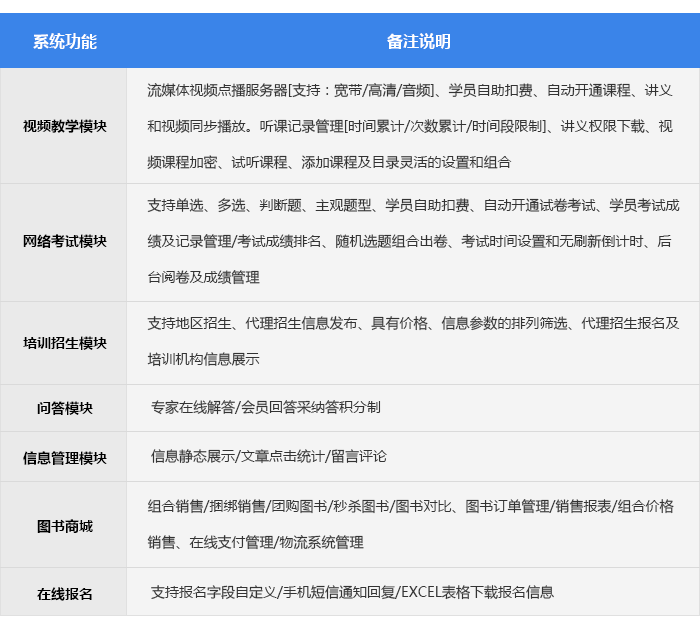 系统功能 备注说明
流媒体视频点播服务器[支持：宽带/高清/音频]、学员自助扣费、自动开通课程、讲义
视频教学模块 和视频同步播放。听课记录管理[时间累计/次数累计/时间段限制]、讲义权限下载、视
频课程加密、试听课程、添加课程及目录灵活的设置和组合
支持单选、多选、判断题、主观题型、学员自助扣费、自动开通试卷考试、学员考试成
网络考试模块 绩及记录管理/考试成绩排名、随机选题组合出卷、考试时间设置和无刷新倒计时、后
台阅卷及成绩管理
支持地区招生、代理招生信息发布、具有价格、信息参数的排列筛选、代理招生报名及
培训招生模块
培训机构信息展示
问答模块 专家在线解答/会员回答采纳答积分制
信息管理模块 信息静态展示/文章点击统计/留言评论
组合销售/捆绑销售/团购图书/秒杀图书/图书对比、图书订单管理/销售报表/组合价格
图书商城
销售、在线支付管理/物流系统管理
在线报名 支持报名字段自定义/手机短信通知回复/EXCEL表格下载报名信息